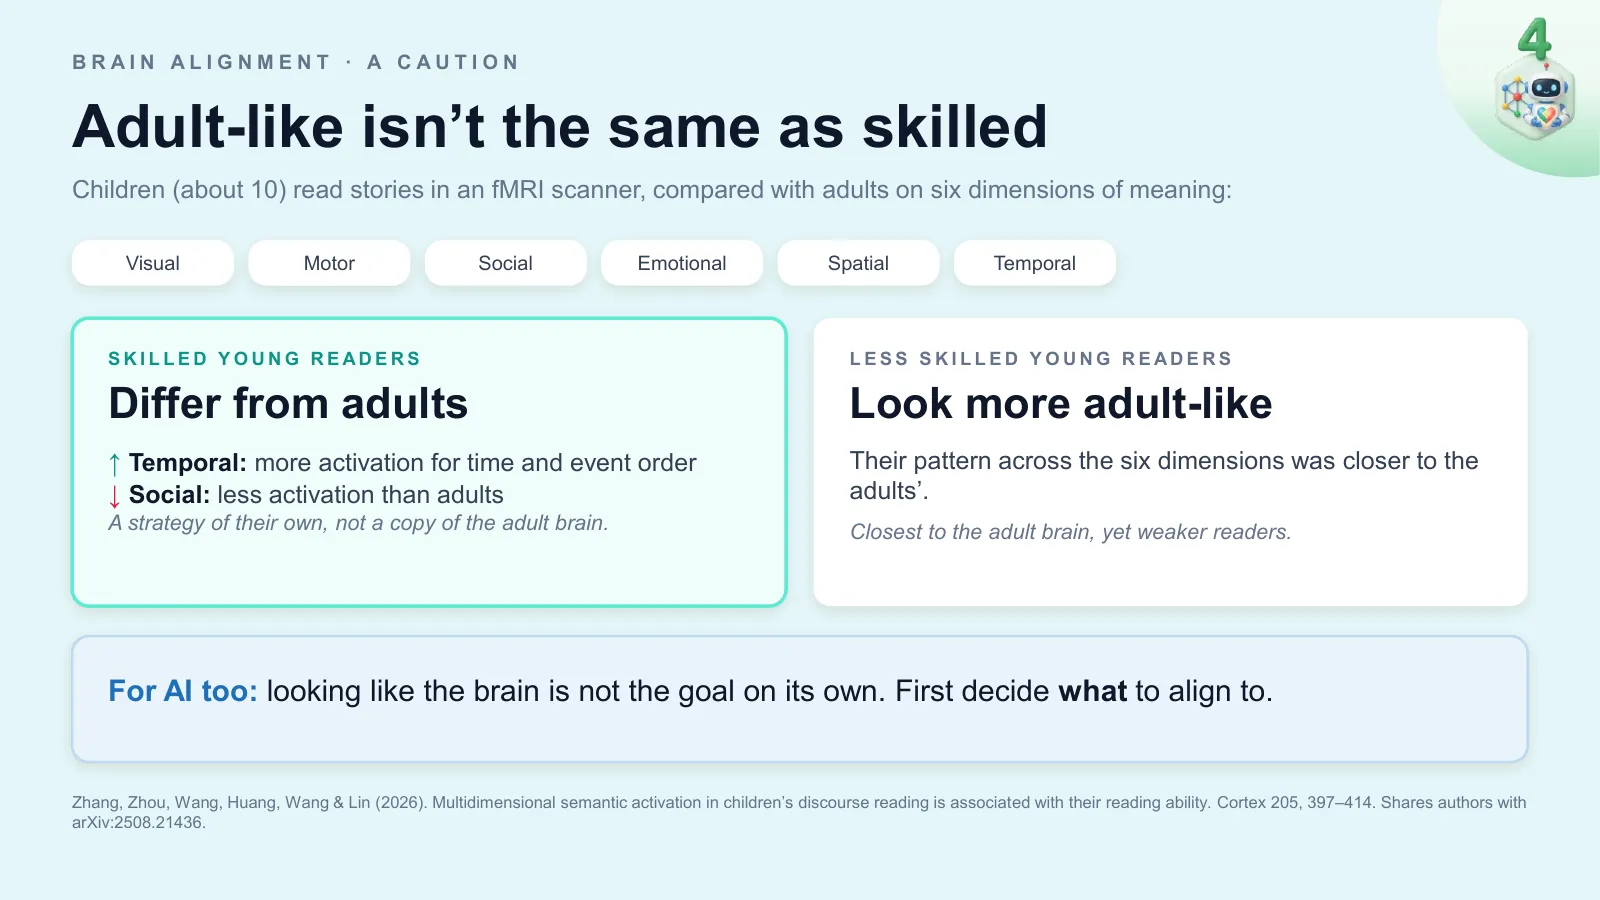 BRAIN ALIGNMENT · A CAUTION
4
Adult-like isn’t the same as skilled
Children (about 10) read stories in an fMRI scanner, compared with adults on six dimensions of meaning:
Visual
Motor
Social
Emotional
Spatial
Temporal
SKILLED YOUNG READERS
Differ from adults
↑ Temporal: more activation for time and event order
↓ Social: less activation than adults
A strategy of their own, not a copy of the adult brain.
LESS SKILLED YOUNG READERS
Look more adult-like
Their pattern across the six dimensions was closer to the
adults’.
Closest to the adult brain, yet weaker readers.
For AI too: looking like the brain is not the goal on its own. First decide what to align to.
Zhang, Zhou, Wang, Huang, Wang & Lin (2026). Multidimensional semantic activation in children’s discourse reading is associated with their reading ability. Cortex 205, 397–414. Shares authors with
arXiv:2508.21436.